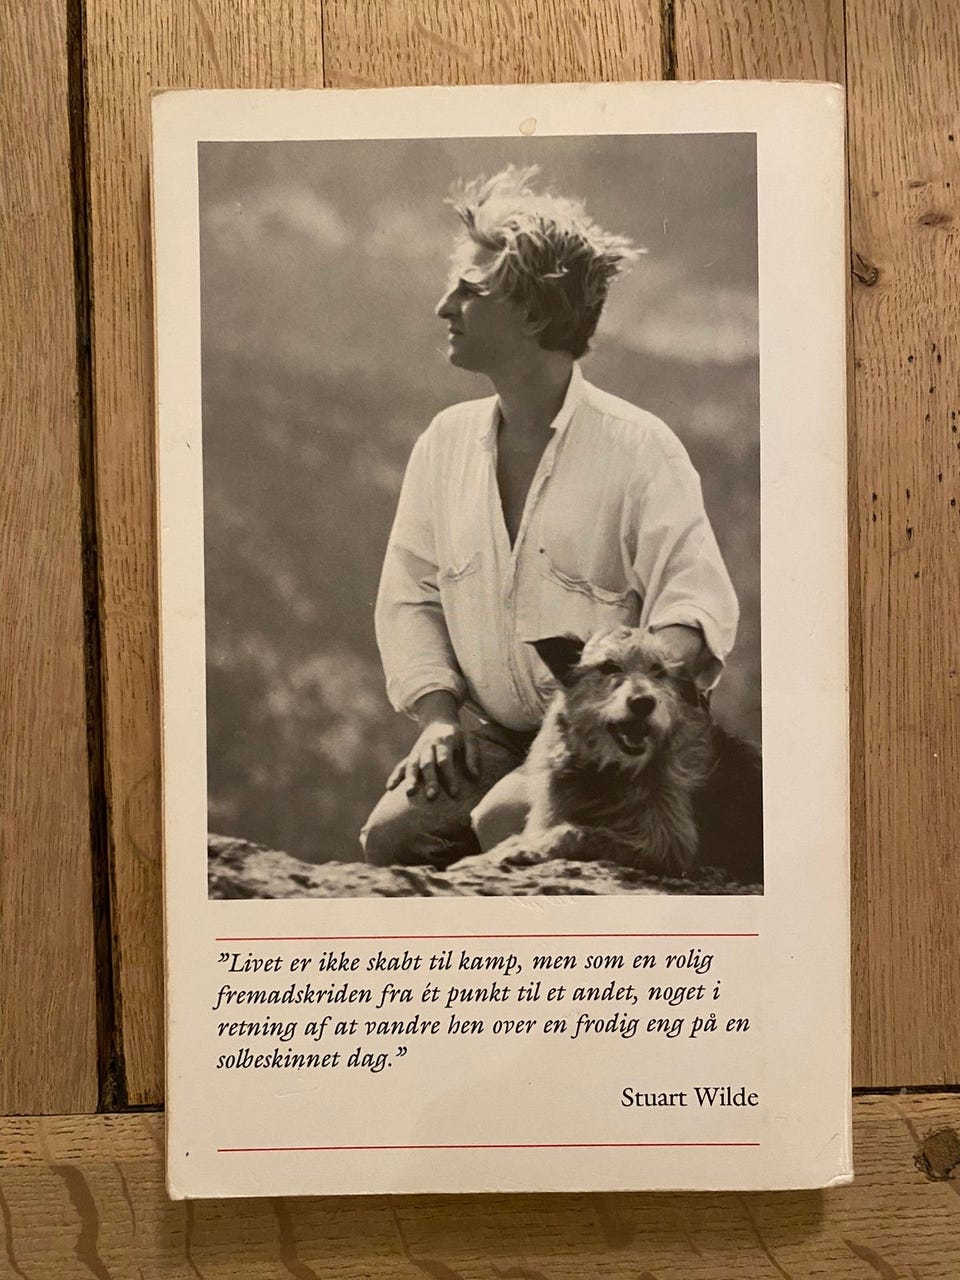 ”Livet er ikke skabt til kamp, men som en rolig
fremadskriden fra ét punkt til et andet, noget i
retning af at vandre hen over en frodig eng på en
solbeskinnet dag.”
Stuart Wilde